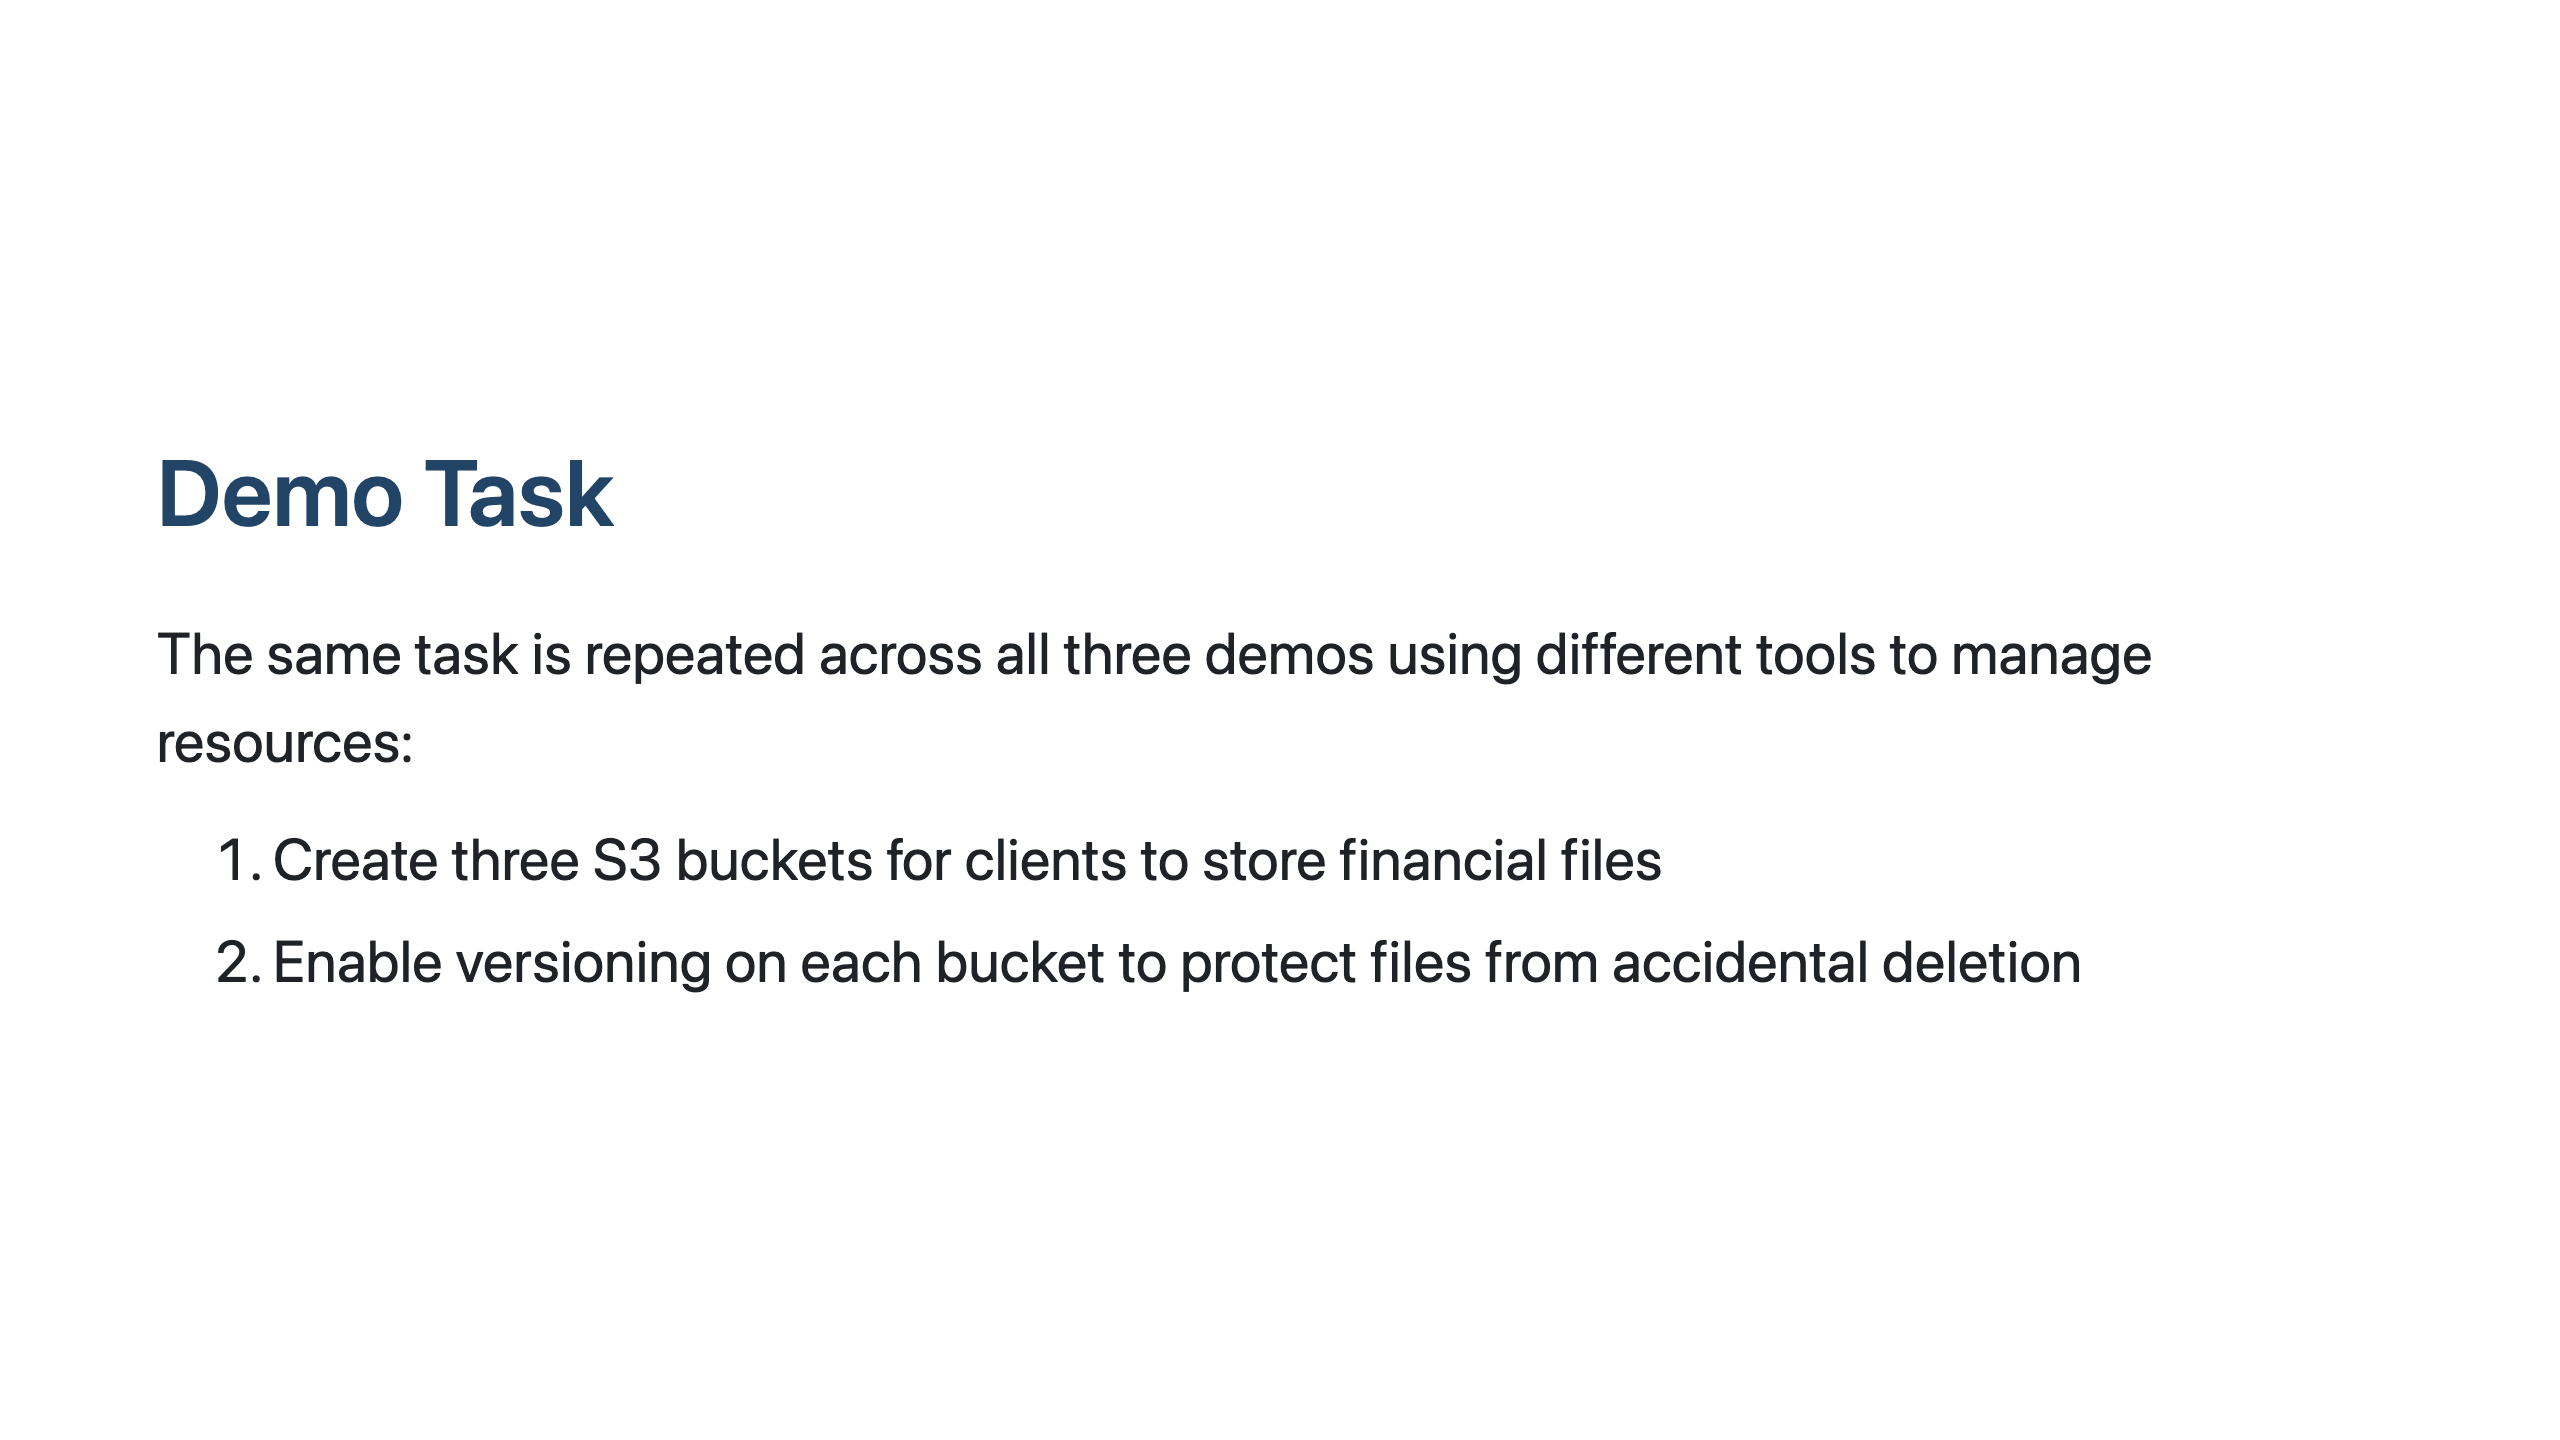 Demo Task
The same task is repeated across all three demos using different tools to manage
resources:
1. Create three S3 buckets for clients to store financial files
2. Enable versioning on each bucket to protect files from accidental deletion